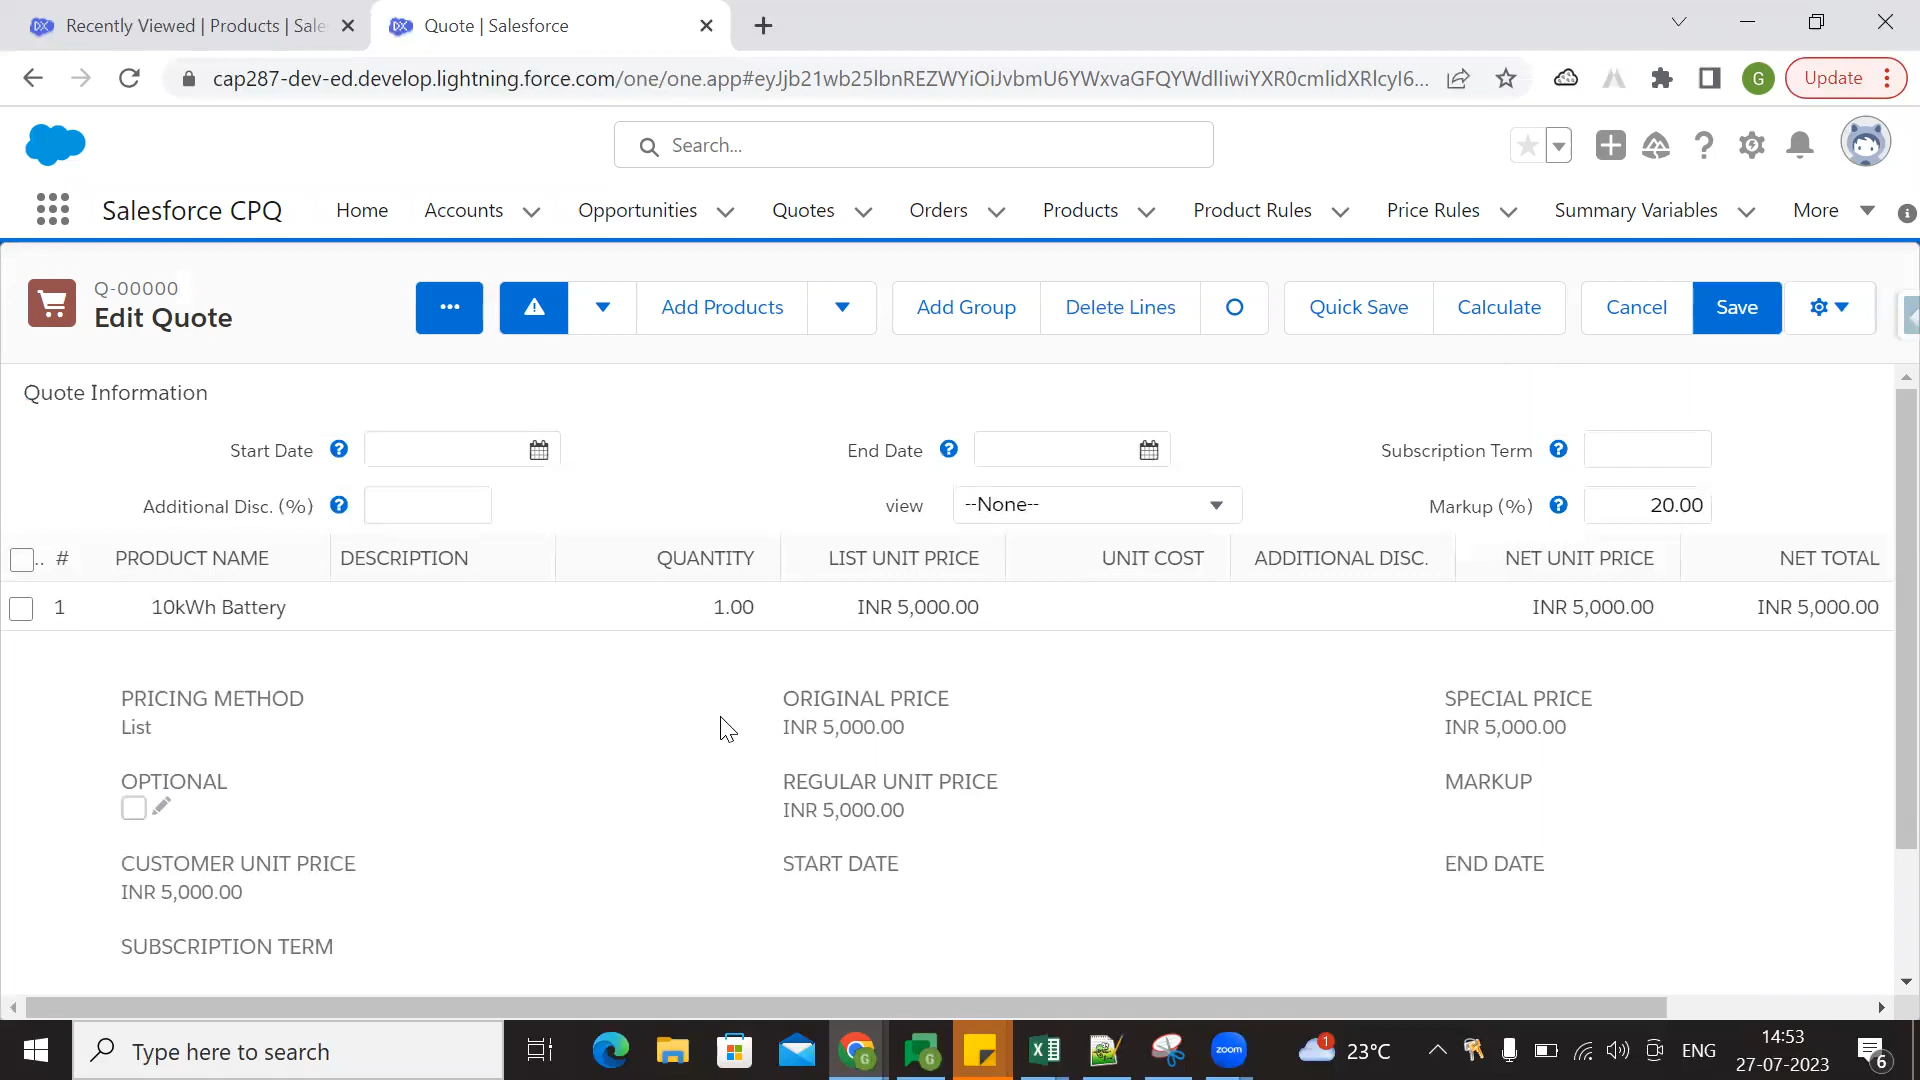 Recently Viewed | Products | Sale
Quote | Salesforce
cap287-dev-ed.develop.lightning.force.com/one/one.app#eyJjb21wb25lbnREZWYiOiJvbmU6YWxvaGFQYWdlIiwiYXR0cmlidXRlcyI6...
G
Update
Search...
Salesforce CPQ
Home
Accounts
Opportunities
Quotes
Orders
Products
Product Rules
Price Rules
Summary Variables
More
Q-00000
Edit Quote
Add Products
Add Group
Delete Lines
Quick Save
Calculate
Cancel
Save
Quote Information
Start Date
End Date
Subscription Term
Additional Disc. (%)
view
--None--
Markup (%)
20.00
.. # PRODUCT NAME DESCRIPTION QUANTITY LIST UNIT PRICE UNIT COST ADDITIONAL DISC. NET UNIT PRICE NET TOTAL
1 10kWh Battery 1.00 INR 5,000.00 INR 5,000.00 INR 5,000.00
PRICING METHOD
List
ORIGINAL PRICE
INR 5,000.00
SPECIAL PRICE
INR 5,000.00
OPTIONAL
REGULAR UNIT PRICE
INR 5,000.00
MARKUP
CUSTOMER UNIT PRICE
INR 5,000.00
START DATE
END DATE
SUBSCRIPTION TERM
Type here to search
zoom
1
23°C
ENG
14:53
27-07-2023
6